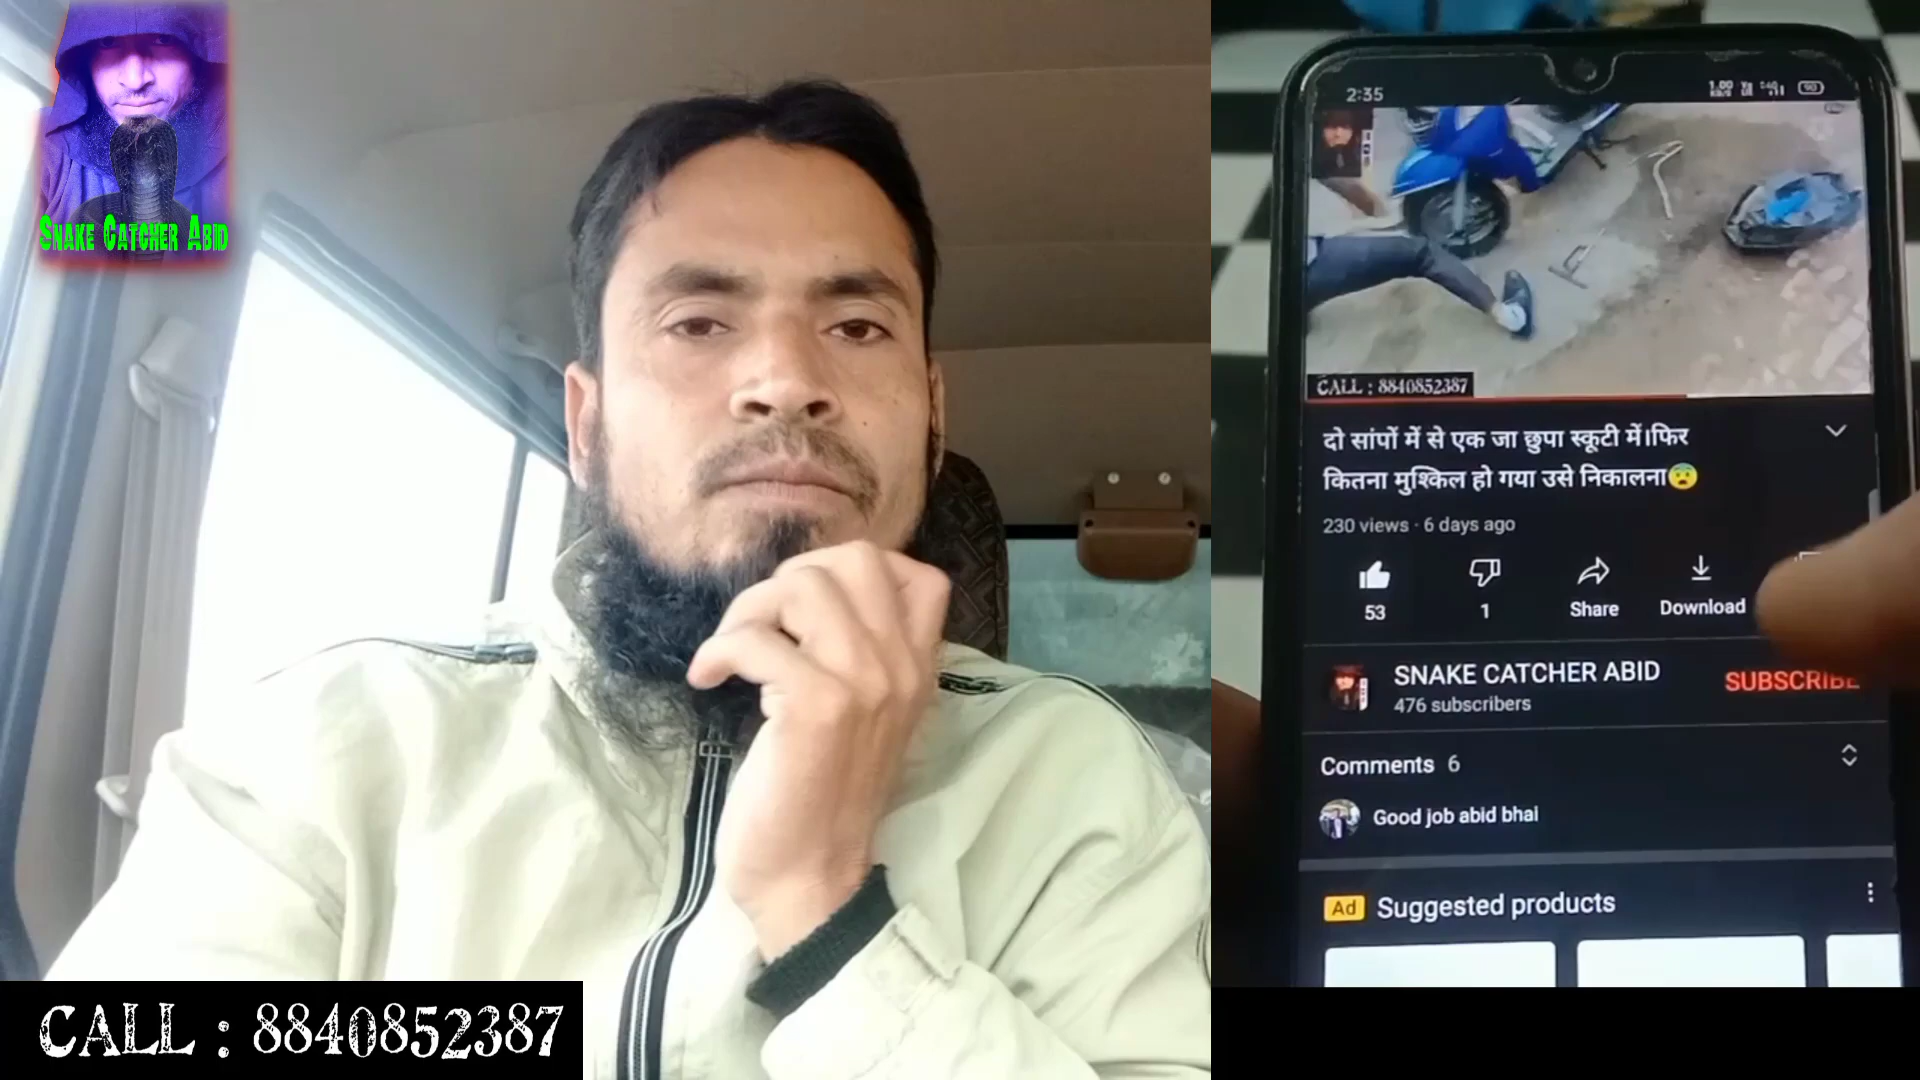 SNAKE CATCHER ABID
CALL : 8840852387
2:35
CALL : 8840852387
दो सांपों में से एक जा छुपा स्कूटी में।फिर
कितना मुश्किल हो गया उसे निकालना😨
230 views · 6 days ago
53
1
Share
Download
SNAKE CATCHER ABID
476 subscribers
SUBSCRIBE
Comments 6
Good job abid bhai
Ad
Suggested products